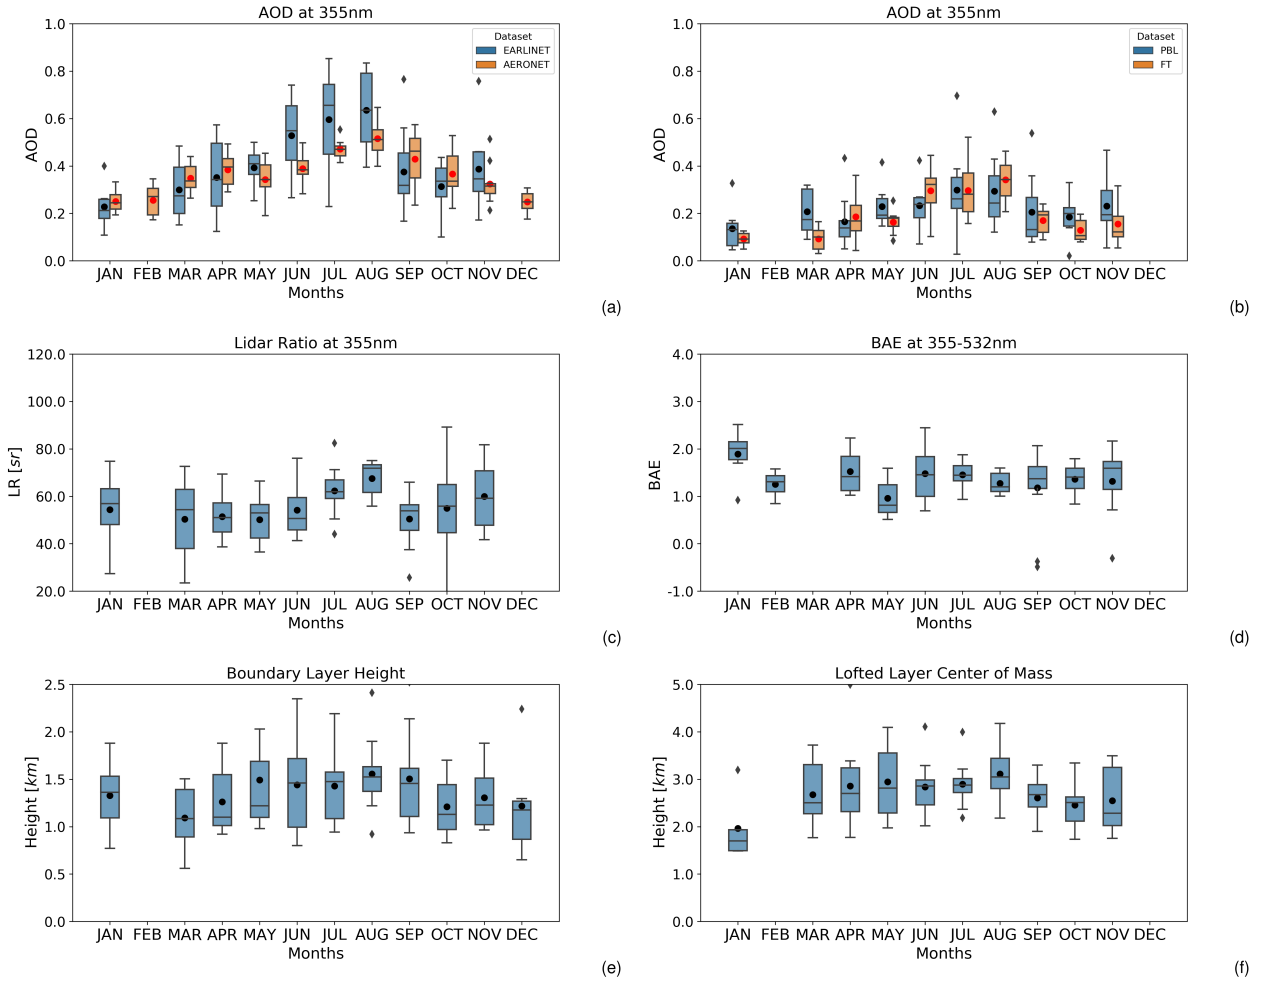 AOD at 355nm
1.0
0.8
0.6
0.4
0.2
0.0
AOD
Dataset
EARLINET
AERONET
JAN FEB MAR APR MAY JUN JUL AUG SEP OCT NOV DEC
Months
(a)
AOD at 355nm
1.0
0.8
0.6
0.4
0.2
0.0
AOD
Dataset
PBL
FT
JAN FEB MAR APR MAY JUN JUL AUG SEP OCT NOV DEC
Months
(b)
Lidar Ratio at 355nm
120.0
100.0
80.0
60.0
40.0
20.0
LR [sr]
JAN FEB MAR APR MAY JUN JUL AUG SEP OCT NOV DEC
Months
(c)
BAE at 355-532nm
4.0
3.0
2.0
1.0
0.0
-1.0
BAE
JAN FEB MAR APR MAY JUN JUL AUG SEP OCT NOV DEC
Months
(d)
Boundary Layer Height
2.5
2.0
1.5
1.0
0.5
0.0
Height [km]
JAN FEB MAR APR MAY JUN JUL AUG SEP OCT NOV DEC
Months
(e)
Lofted Layer Center of Mass
5.0
4.0
3.0
2.0
1.0
0.0
Height [km]
JAN FEB MAR APR MAY JUN JUL AUG SEP OCT NOV DEC
Months
(f)